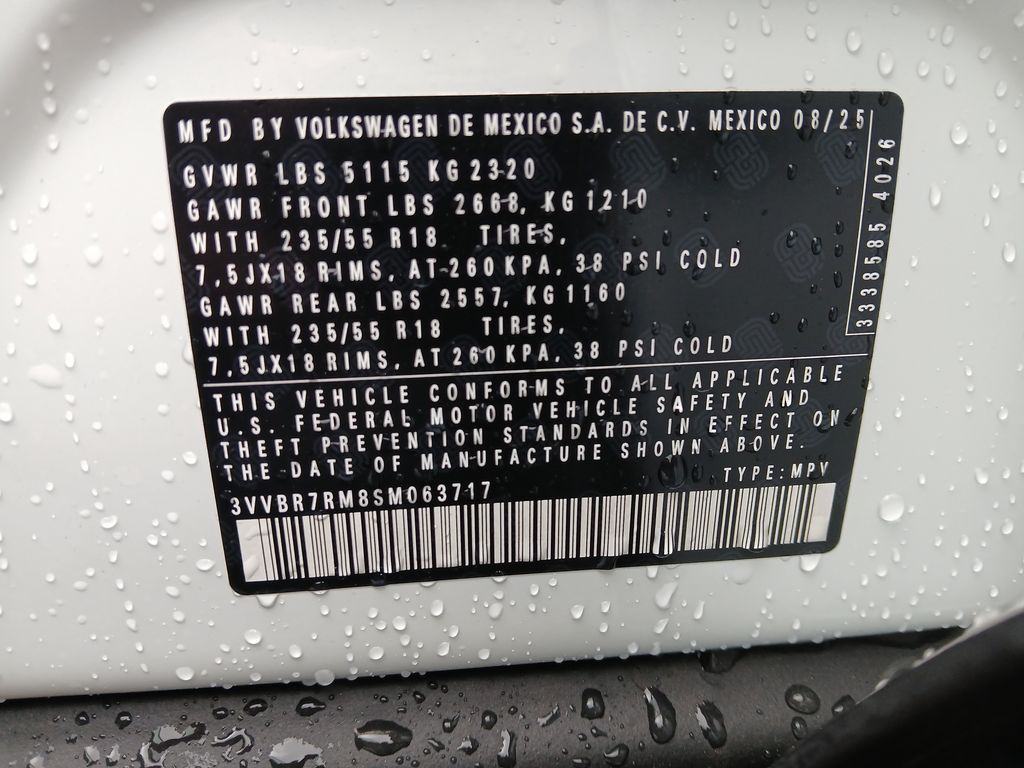 MFD BY VOLKSWAGEN DE MEXICO S.A. DE C.V. MEXICO 08/25
GVWR LBS 5115 KG 2320
GAWR FRONT LBS 2668, KG 1210
WITH 235/55 R18 TIRES,
7,5JX18 RIMS, AT 260 KPA, 38 PSI COLD
GAWR REAR LBS 2557, KG 1160
WITH 235/55 R18 TIRES,
7,5JX18 RIMS, AT 260 KPA, 38 PSI COLD
3338585 4026
THIS VEHICLE CONFORMS TO ALL APPLICABLE
U.S. FEDERAL MOTOR VEHICLE SAFETY AND
THEFT PREVENTION STANDARDS IN EFFECT ON
THE DATE OF MANUFACTURE SHOWN ABOVE.
TYPE: MPV
3VVBR7RM8SM063717